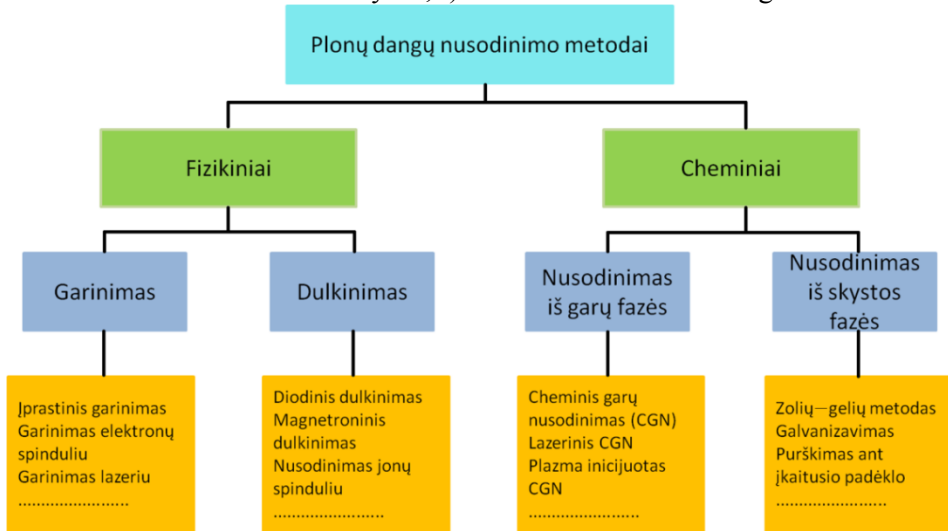 Plonų dangų nusodinimo metodai
Fizikiniai
Cheminiai
Garinimas
Dulkinimas
Nusodinimas
iš garų fazės
Nusodinimas
iš skystos
fazės
Įprastinis garinimas
Garinimas elektronų
spinduliu
Garinimas lazeriu
........................
Diodinis dulkinimas
Magnetroninis
dulkinimas
Nusodinimas jonų
spinduliu
........................
Cheminis garų
nusodinimas (CGN)
Lazerinis CGN
Plazma inicijuotas
CGN
........................
Zolių—gelių metodas
Galvanizavimas
Purškimas ant
įkaitusio padėklo
........................